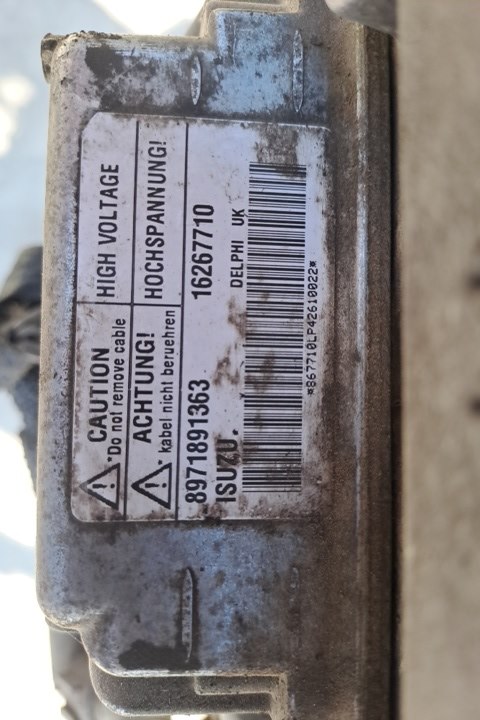 CAUTION
"Do not remove cable
HIGH VOLTAGE
ACHTUNG!
kabel nicht beruehren
HOCHSPANNUNG!
8971891363 16267710
ISUZU. DELPHI UK
*867710LP42610022*